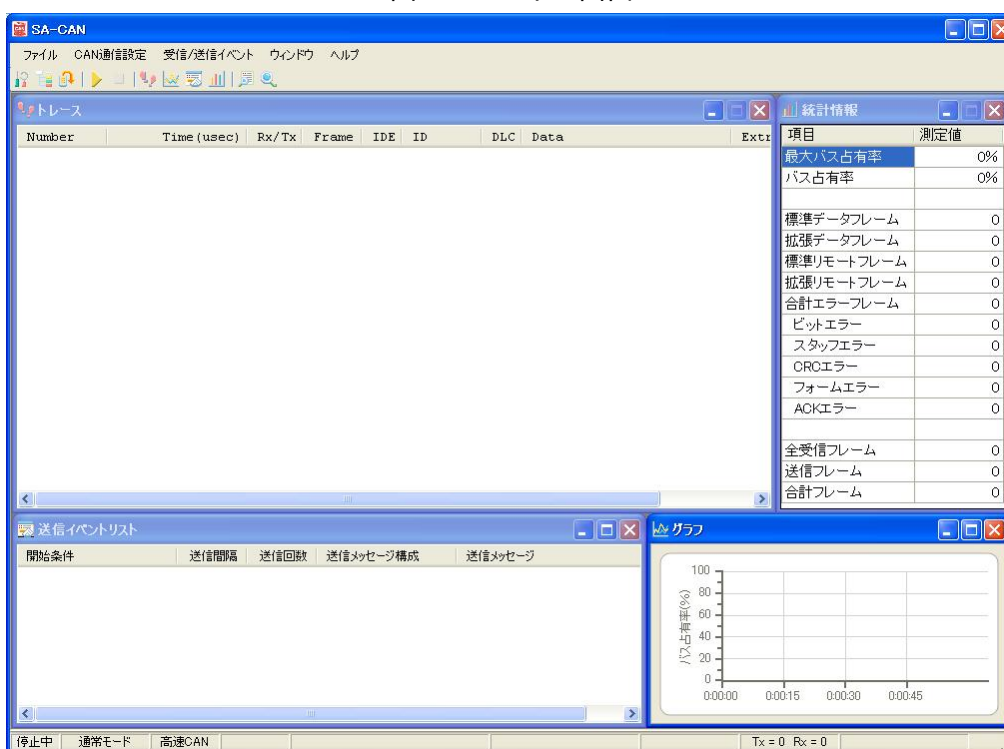 SA-CAN
ファイル CAN通信設定 受信/送信イベント ウィンドウ ヘルプ
トレース
Number Time(usec) Rx/Tx Frame IDE ID DLC Data Extr
統計情報
項目 測定値
最大バス占有率 0%
バス占有率 0%
標準データフレーム 0
拡張データフレーム 0
標準リモートフレーム 0
拡張リモートフレーム 0
合計エラーフレーム 0
ビットエラー 0
スタッフエラー 0
CRCエラー 0
フォームエラー 0
ACKエラー 0
全受信フレーム 0
送信フレーム 0
合計フレーム 0
送信イベントリスト
開始条件 送信間隔 送信回数 送信メッセージ構成 送信メッセージ
グラフ
バス占有率(%)
100
80
60
40
20
0
0:00:00 0:00:15 0:00:30 0:00:45
停止中 通常モード 高速CAN Tx = 0 Rx = 0